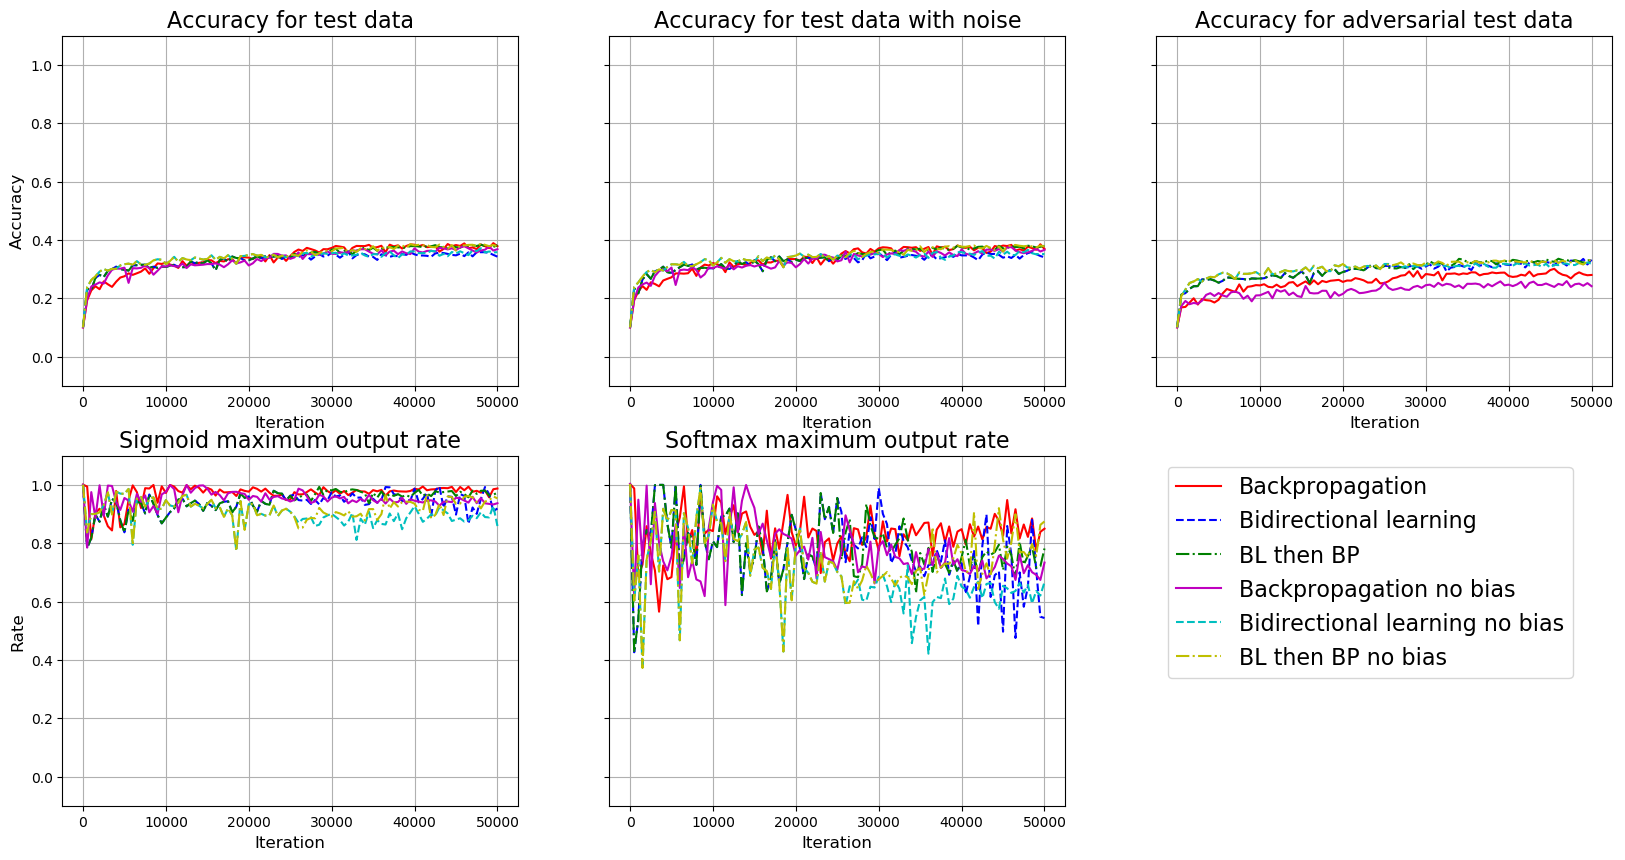 Accuracy for test data
Accuracy for test data with noise
Accuracy for adversarial test data
1.0
0.8
0.6
0.4
0.2
0.0
Accuracy
0 10000 20000 30000 40000 50000
0 10000 20000 30000 40000 50000
0 10000 20000 30000 40000 50000
Iteration
Iteration
Iteration
Sigmoid maximum output rate
Softmax maximum output rate
1.0
0.8
0.6
0.4
0.2
0.0
Rate
0 10000 20000 30000 40000 50000
0 10000 20000 30000 40000 50000
Iteration
Iteration
Backpropagation
Bidirectional learning
BL then BP
Backpropagation no bias
Bidirectional learning no bias
BL then BP no bias